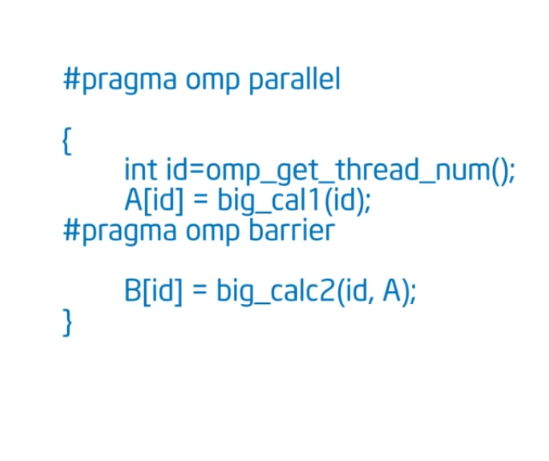 #pragma omp parallel
{
int id=omp_get_thread_num();
A[id] = big_cal1(id);
#pragma omp barrier
B[id] = big_calc2(id, A);
}